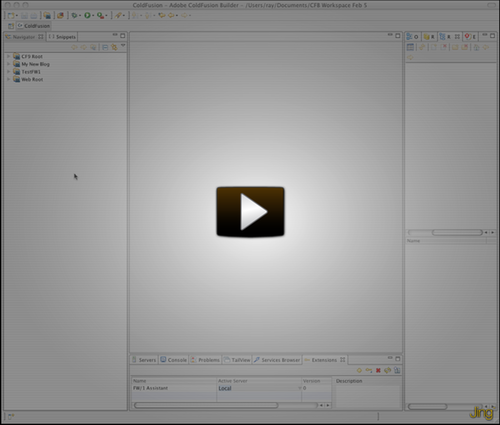 ColdFusion - Adobe ColdFusion Builder - /Users/ray/Documents/CFB Workspace Feb 5
ColdFusion
Navigator Snippets
CF9 Root
My New Blog
TestFW1
Web Root
Name
Servers Console Problems TailView Services Browser Extensions
Name Active Server Version Description
FW/1 Assistant Local
Jing